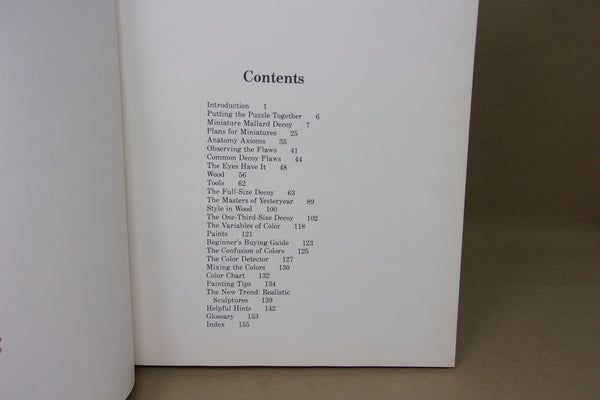 Contents
Introduction 1
Putting the Puzzle Together 6
Miniature Mallard Decoy 7
Plans for Miniatures 25
Anatomy Axioms 35
Observing the Flaws 41
Common Decoy Flaws 44
The Eyes Have It 48
Wood 56
Tools 62
The Full-Size Decoy 63
The Masters of Yesteryear 89
Style in Wood 100
The One-Third-Size Decoy 102
The Variables of Color 118
Paints 121
Beginner's Buying Guide 123
The Confusion of Colors 125
The Color Detector 127
Mixing the Colors 130
Color Chart 132
Painting Tips 134
The New Trend: Realistic
Sculptures 139
Helpful Hints 142
Glossary 153
Index 155